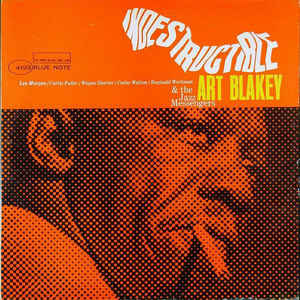 INDESTRUCTIBLE
4193 BLUE NOTE
Lee Morgan/Curtis Fuller/Wayne Shorter/Cedar Walton/Reginald Workman
& the Jazz Messengers
ART BLAKEY